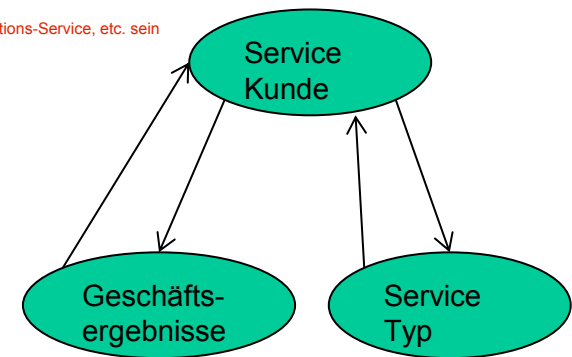 tions-Service, etc. sein
Service
Kunde
Geschäfts-
ergebnisse
Service
Typ